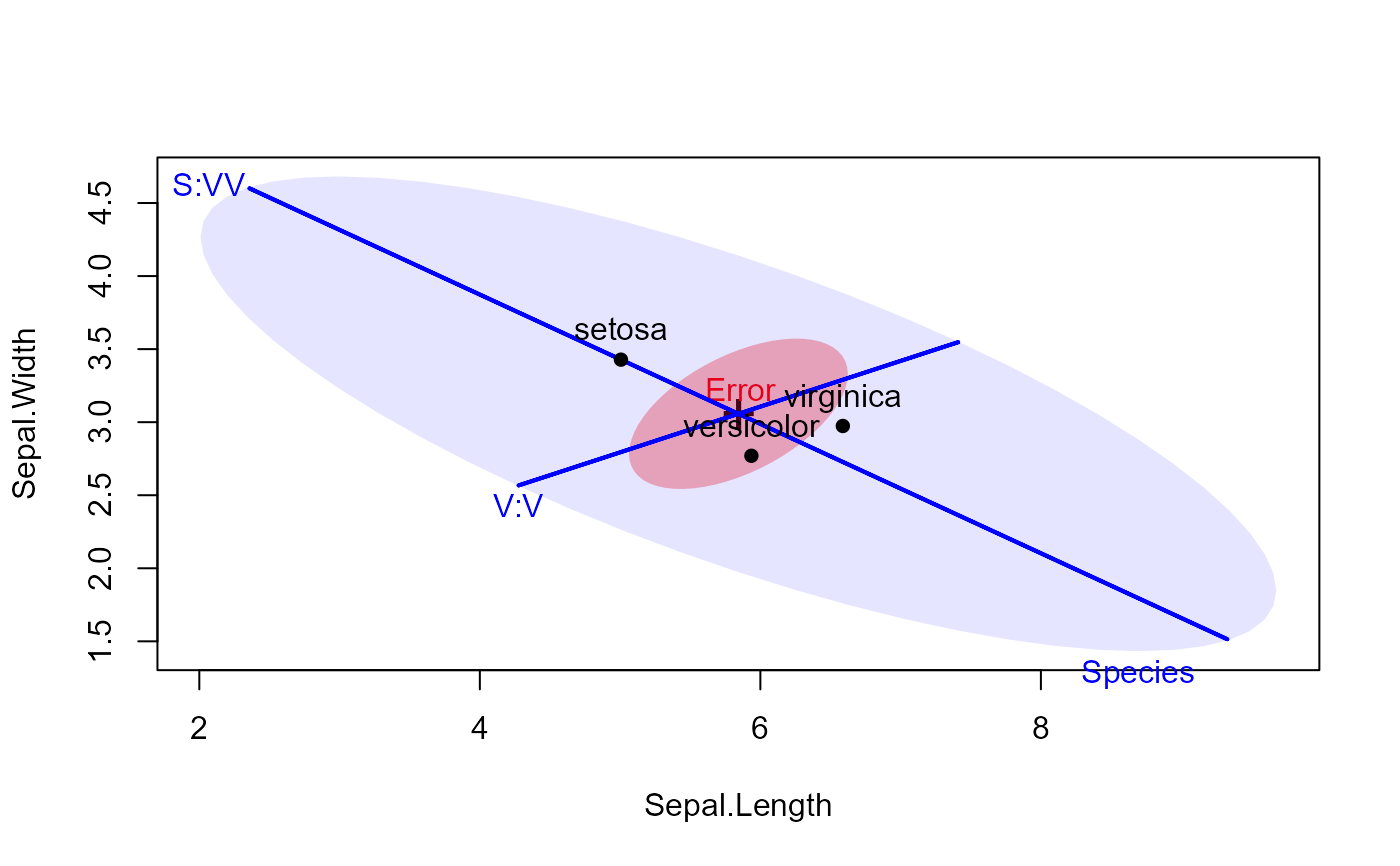 S:VV
setosa
Error
virginica
versicolor
V:V
Species
4.5
4.0
3.5
3.0
2.5
2.0
1.5
Sepal.Width
2 4 6 8
Sepal.Length